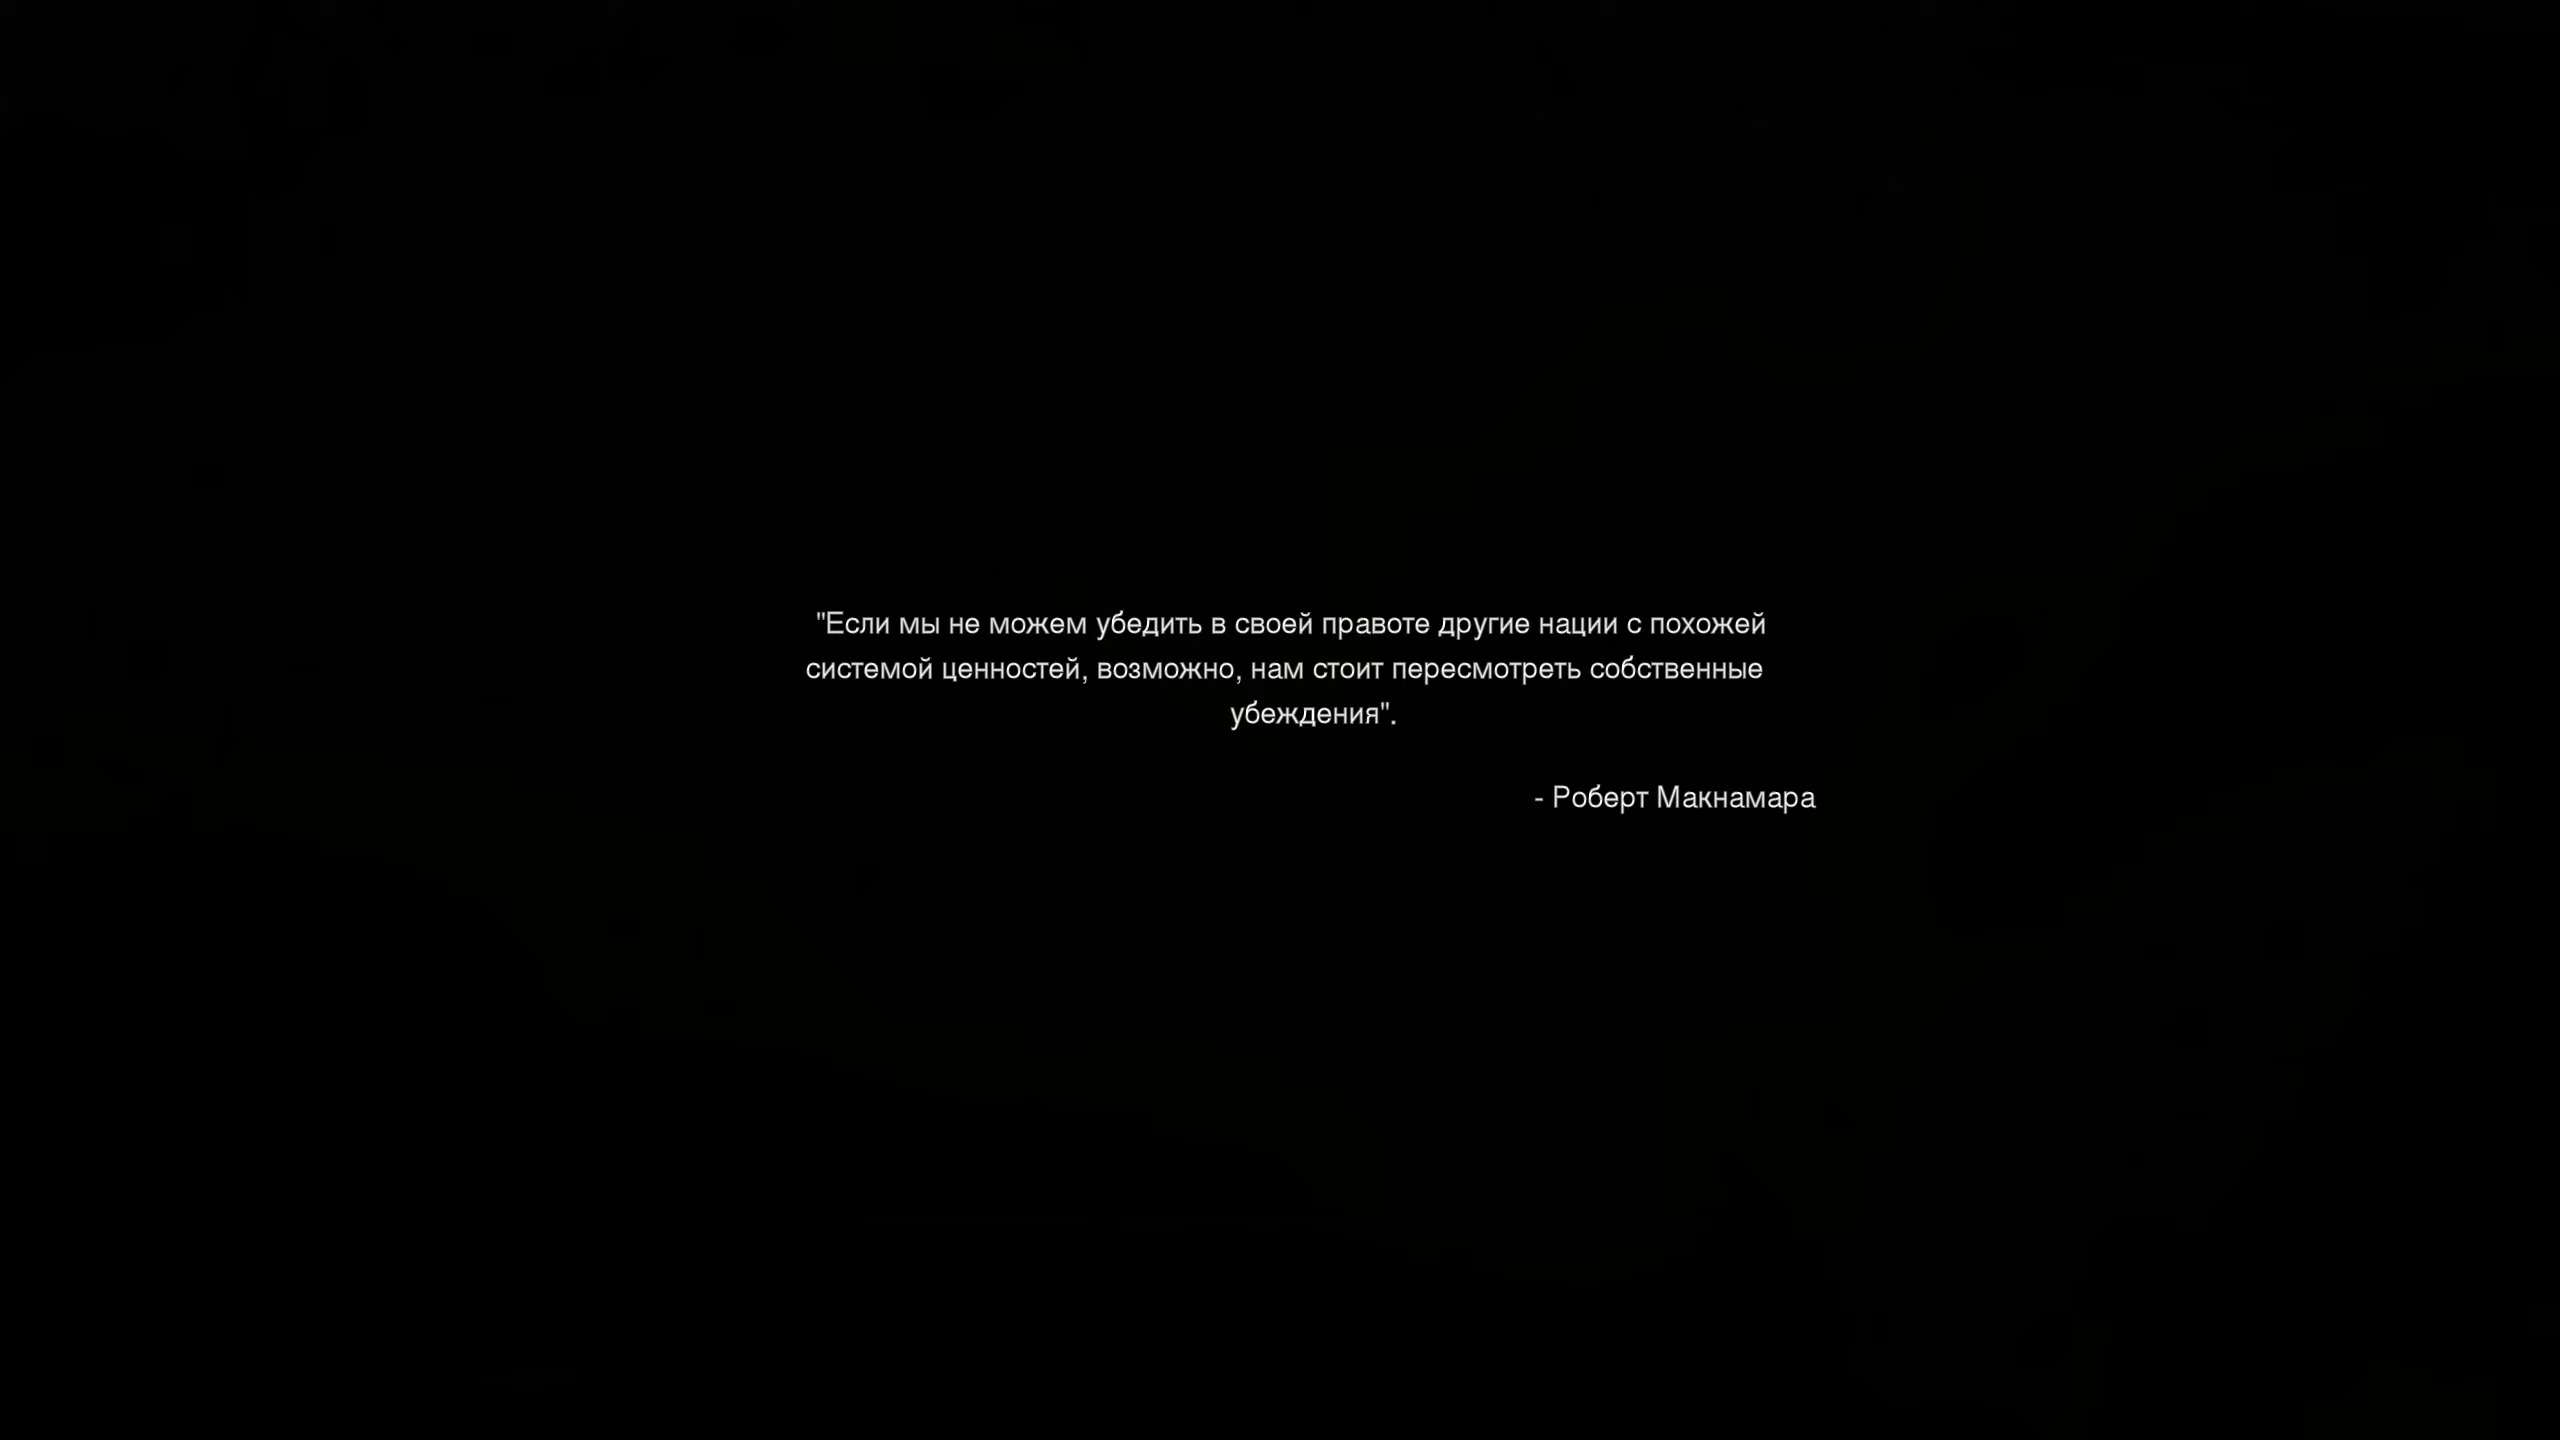 "Если мы не можем убедить в своей правоте другие нации с похожей
системой ценностей, возможно, нам стоит пересмотреть собственные
убеждения".
- Роберт Макнамара